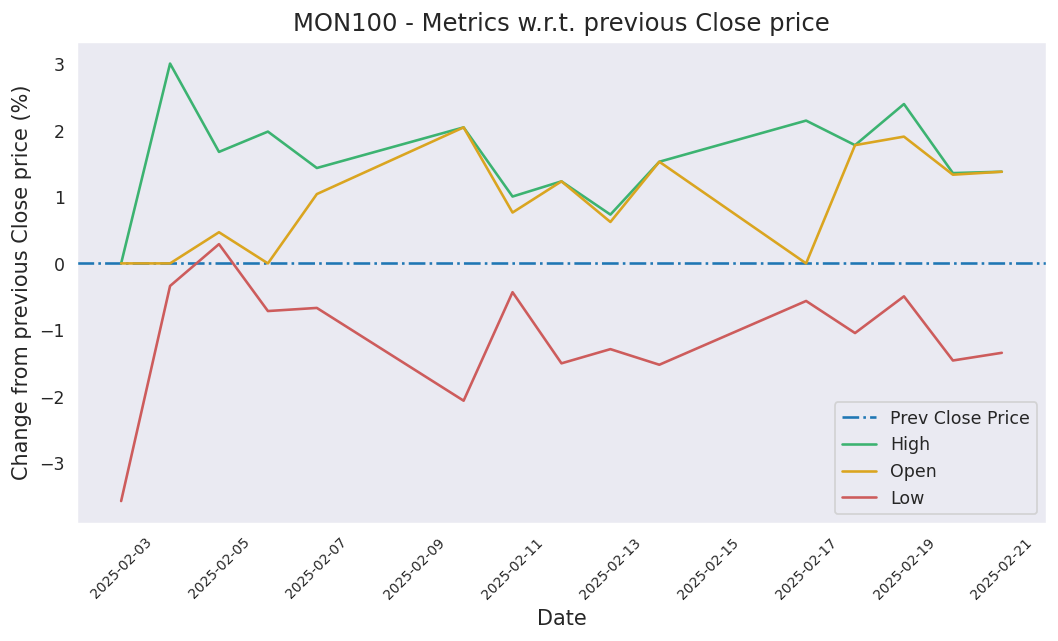 MON100 - Metrics w.r.t. previous Close price
Change from previous Close price (%)
3
2
1
0
−1
−2
−3
Prev Close Price
High
Open
Low
2025-02-03
2025-02-05
2025-02-07
2025-02-09
2025-02-11
2025-02-13
2025-02-15
2025-02-17
2025-02-19
2025-02-21
Date